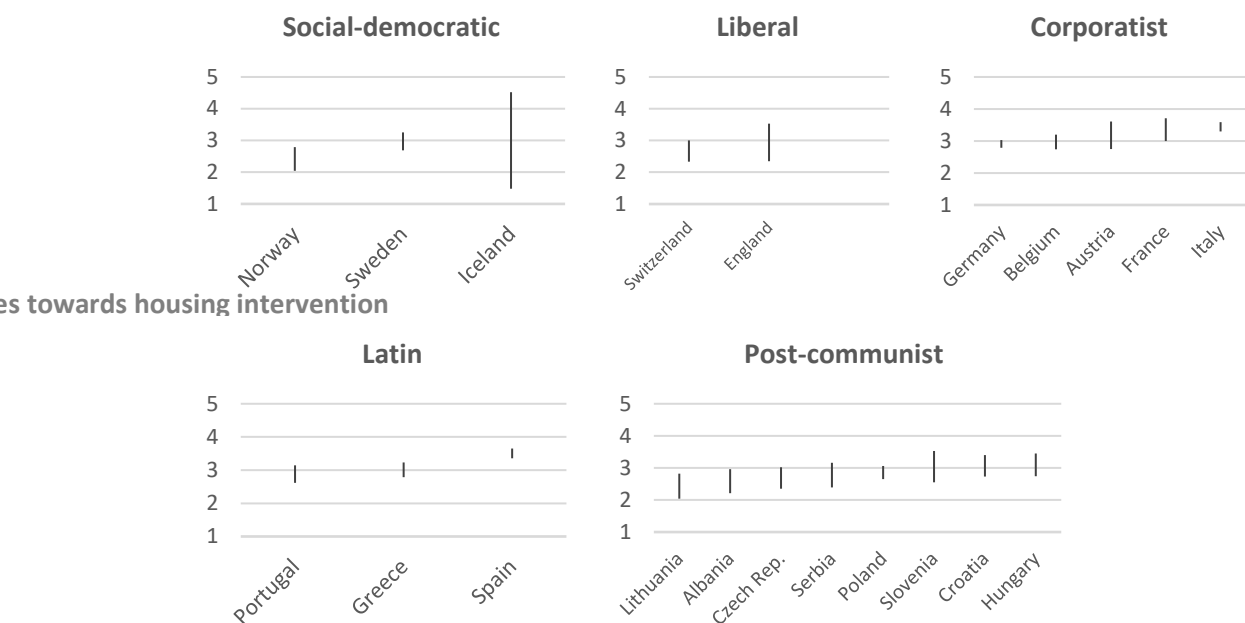 Social-democratic
5
4
3
2
1
Norway
Sweden
Iceland
Liberal
5
4
3
2
1
Switzerland
England
Corporatist
5
4
3
2
1
Germany
Belgium
Austria
France
Italy
es towards housing intervention
Latin
5
4
3
2
1
Portugal
Greece
Spain
Post-communist
5
4
3
2
1
Lithuania
Albania
Czech Rep.
Serbia
Poland
Slovenia
Croatia
Hungary